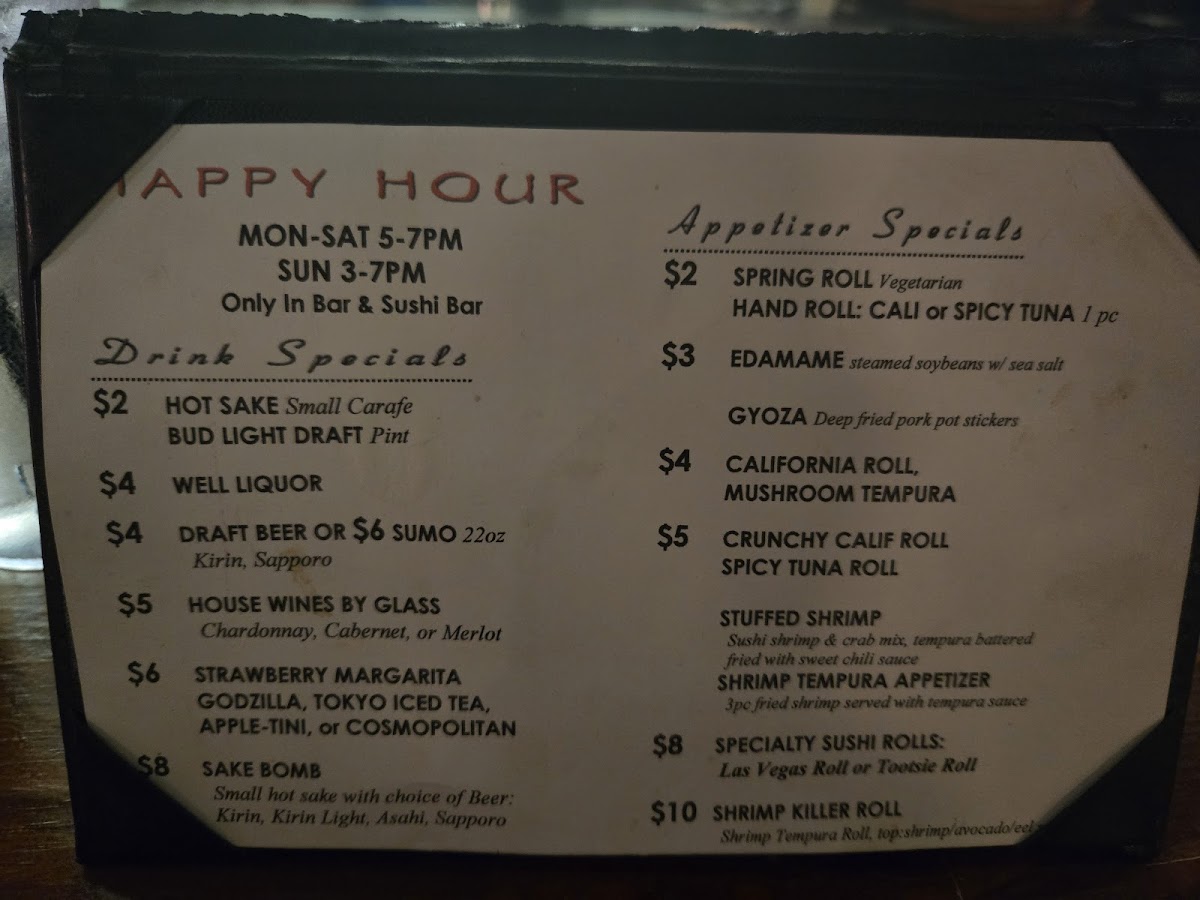 HAPPY HOUR
MON-SAT 5-7PM
SUN 3-7PM
Only In Bar & Sushi Bar
Drink Specials
$2 HOT SAKE Small Carafe
BUD LIGHT DRAFT Pint
$4 WELL LIQUOR
$4 DRAFT BEER OR $6 SUMO 22oz
Kirin, Sapporo
$5 HOUSE WINES BY GLASS
Chardonnay, Cabernet, or Merlot
$6 STRAWBERRY MARGARITA
GODZILLA, TOKYO ICED TEA,
APPLE-TINI, or COSMOPOLITAN
$8 SAKE BOMB
Small hot sake with choice of Beer:
Kirin, Kirin Light, Asahi, Sapporo
Appetizer Specials
$2 SPRING ROLL Vegetarian
HAND ROLL: CALI or SPICY TUNA 1 pc
$3 EDAMAME steamed soybeans w/ sea salt
GYOZA Deep fried pork pot stickers
$4 CALIFORNIA ROLL,
MUSHROOM TEMPURA
$5 CRUNCHY CALIF ROLL
SPICY TUNA ROLL
STUFFED SHRIMP
Sushi shrimp & crab mix, tempura battered
fried with sweet chili sauce
SHRIMP TEMPURA APPETIZER
3pc fried shrimp served with tempura sauce
$8 SPECIALTY SUSHI ROLLS:
Las Vegas Roll or Tootsie Roll
$10 SHRIMP KILLER ROLL
Shrimp Tempura Roll, top:shrimp/avocado/eel